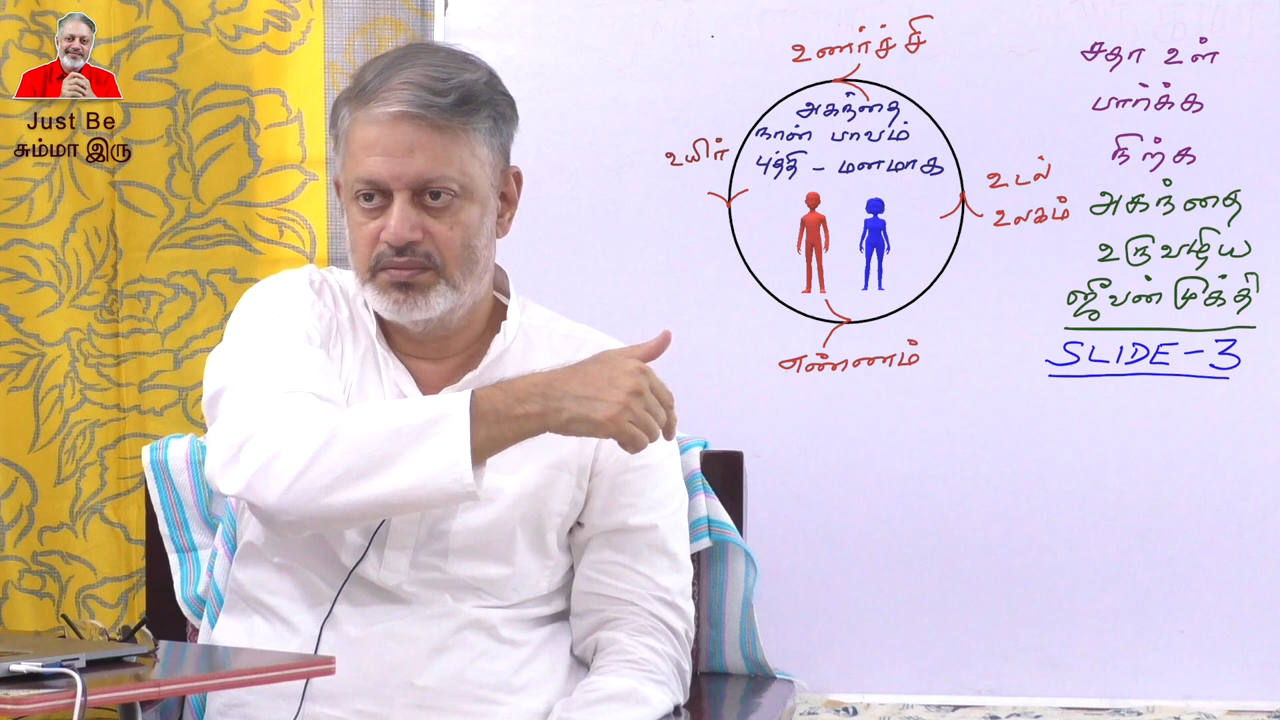 Just Be
சும்மா இரு
உணர்ச்சி
அகந்தை
நான் பாவம்
புத்தி - மனமாக
உயிர்
உடல்
உலகம்
எண்ணம்
சதா உள்
பார்க்க
நிற்க
அகந்தை
உருவழிய
ஜீவன் முக்தி
SLIDE-3